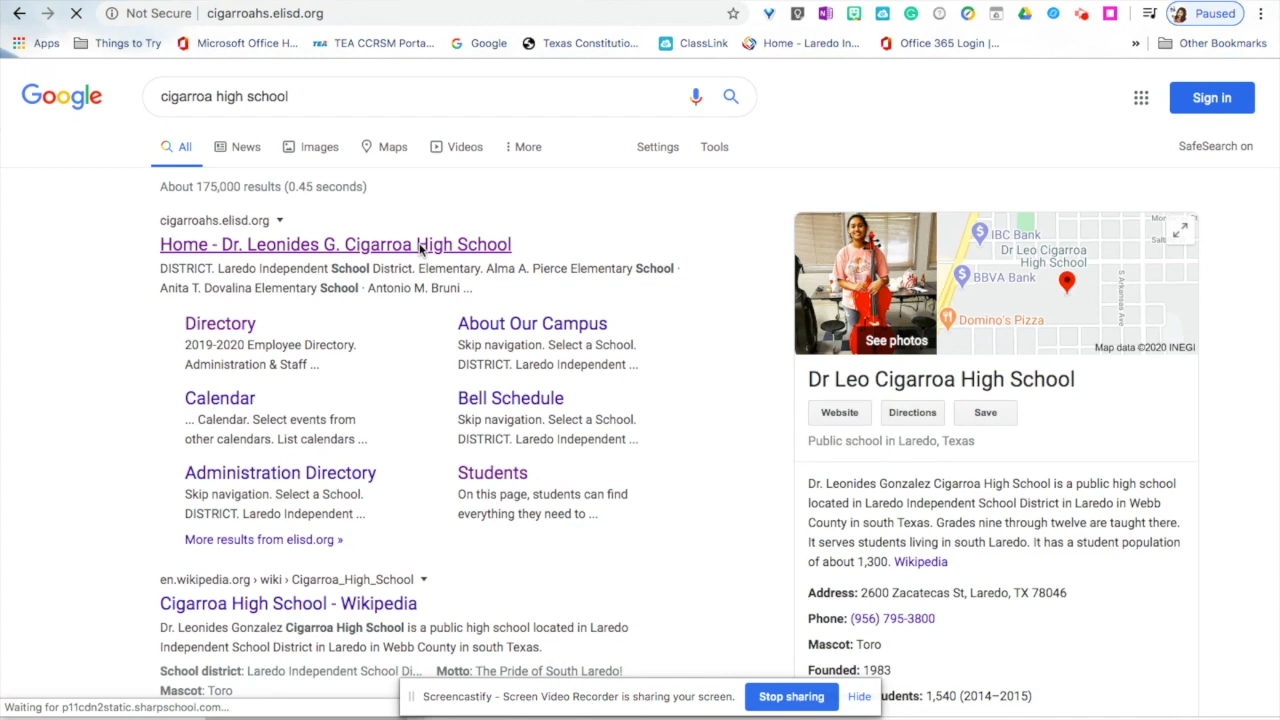 Not Secure | cigarroahs.elisd.org
Paused
Apps Things to Try Microsoft Office H... TEA TEA CCRSM Porta... Google Texas Constitutio... ClassLink Home - Laredo In... Office 365 Login |... » Other Bookmarks
Google
cigarroa high school
Sign in
All News Images Maps Videos More Settings Tools
SafeSearch on
About 175,000 results (0.45 seconds)
cigarroahs.elisd.org
Home - Dr. Leonides G. Cigarroa High School
DISTRICT. Laredo Independent School District. Elementary. Alma A. Pierce Elementary School ·
Anita T. Dovalina Elementary School · Antonio M. Bruni ...
Directory
2019-2020 Employee Directory.
Administration & Staff ...
About Our Campus
Skip navigation. Select a School.
DISTRICT. Laredo Independent ...
Calendar
... Calendar. Select events from
other calendars. List calendars ...
Bell Schedule
Skip navigation. Select a School.
DISTRICT. Laredo Independent ...
Administration Directory
Skip navigation. Select a School.
DISTRICT. Laredo Independent ...
Students
On this page, students can find
everything they need to ...
More results from elisd.org »
en.wikipedia.org › wiki › Cigarroa_High_School
Cigarroa High School - Wikipedia
Dr. Leonides Gonzalez Cigarroa High School is a public high school located in Laredo
Independent School District in Laredo in Webb County in south Texas.
School district: Laredo Independent School Di... Motto: The Pride of South Laredo!
Mascot: Toro
See photos
IBC Bank
Dr Leo Cigarroa
High School
BBVA Bank
Domino's Pizza
S Arkansas Ave
Map data ©2020 INEGI
Dr Leo Cigarroa High School
Website Directions Save
Public school in Laredo, Texas
Dr. Leonides Gonzalez Cigarroa High School is a public high school
located in Laredo Independent School District in Laredo in Webb
County in south Texas. Grades nine through twelve are taught there.
It serves students living in south Laredo. It has a student population
of about 1,300. Wikipedia
Address: 2600 Zacatecas St, Laredo, TX 78046
Phone: (956) 795-3800
Mascot: Toro
Founded: 1983
udents: 1,540 (2014–2015)
Screencastify - Screen Video Recorder is sharing your screen. Stop sharing Hide
Waiting for p11cdn2static.sharpschool.com...